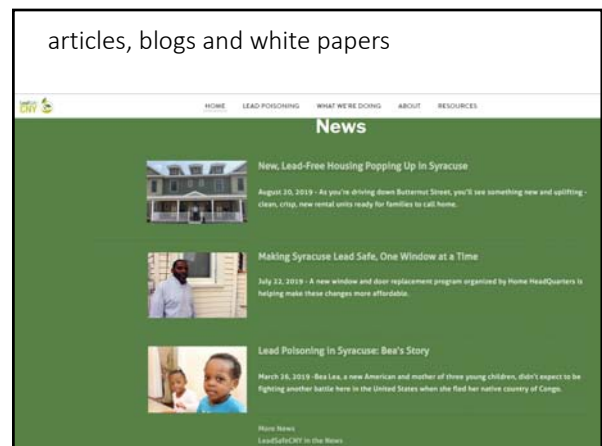 articles, blogs and white papers
CNY
HOME LEAD POISONING WHAT WE'RE DOING ABOUT RESOURCES
News
New, Lead-Free Housing Popping Up in Syracuse
August 20, 2019 - As you're driving down Butternut Street, you'll see something new and uplifting -
clean, crisp, new rental units ready for families to call home.
Making Syracuse Lead Safe, One Window at a Time
July 22, 2019 - A new window and door replacement program organized by Home HeadQuarters is
helping make these changes more affordable.
Lead Poisoning in Syracuse: Bea's Story
March 26, 2019 -Bea Lea, a new American and mother of three young children, didn't expect to be
fighting another battle here in the United States when she fled her native country of Congo.
More News
LeadSafeCNY in the News